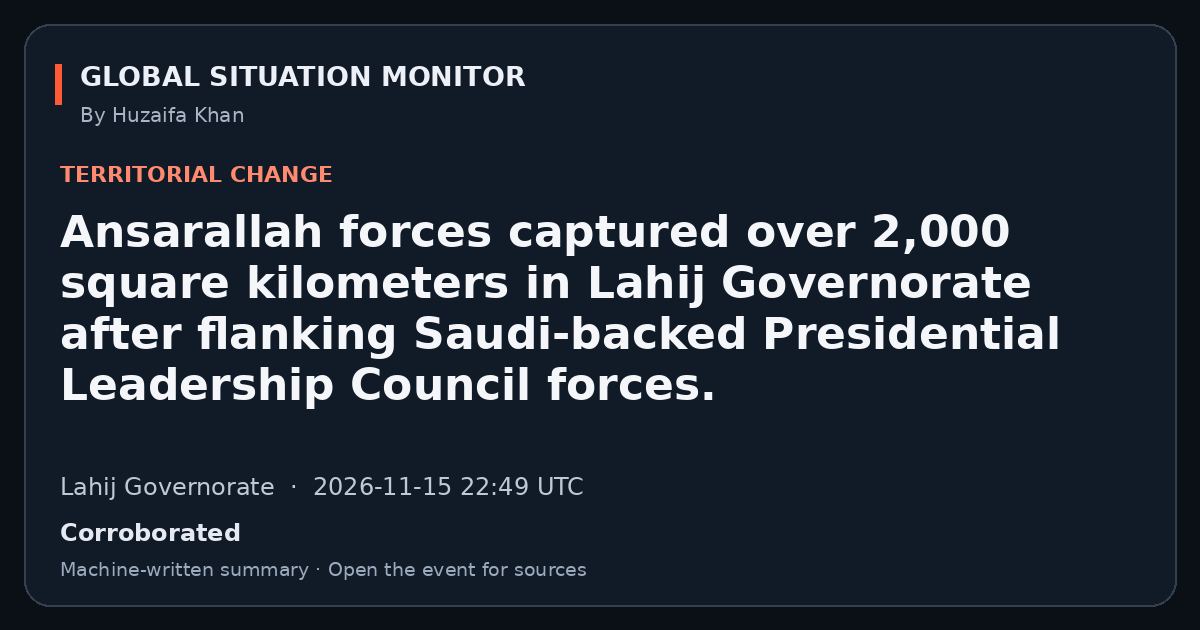 GLOBAL SITUATION MONITOR
By Huzaifa Khan
TERRITORIAL CHANGE
Ansarallah forces captured over 2,000
square kilometers in Lahij Governorate
after flanking Saudi-backed Presidential
Leadership Council forces.
Lahij Governorate · 2026-11-15 22:49 UTC
Corroborated
Machine-written summary · Open the event for sources